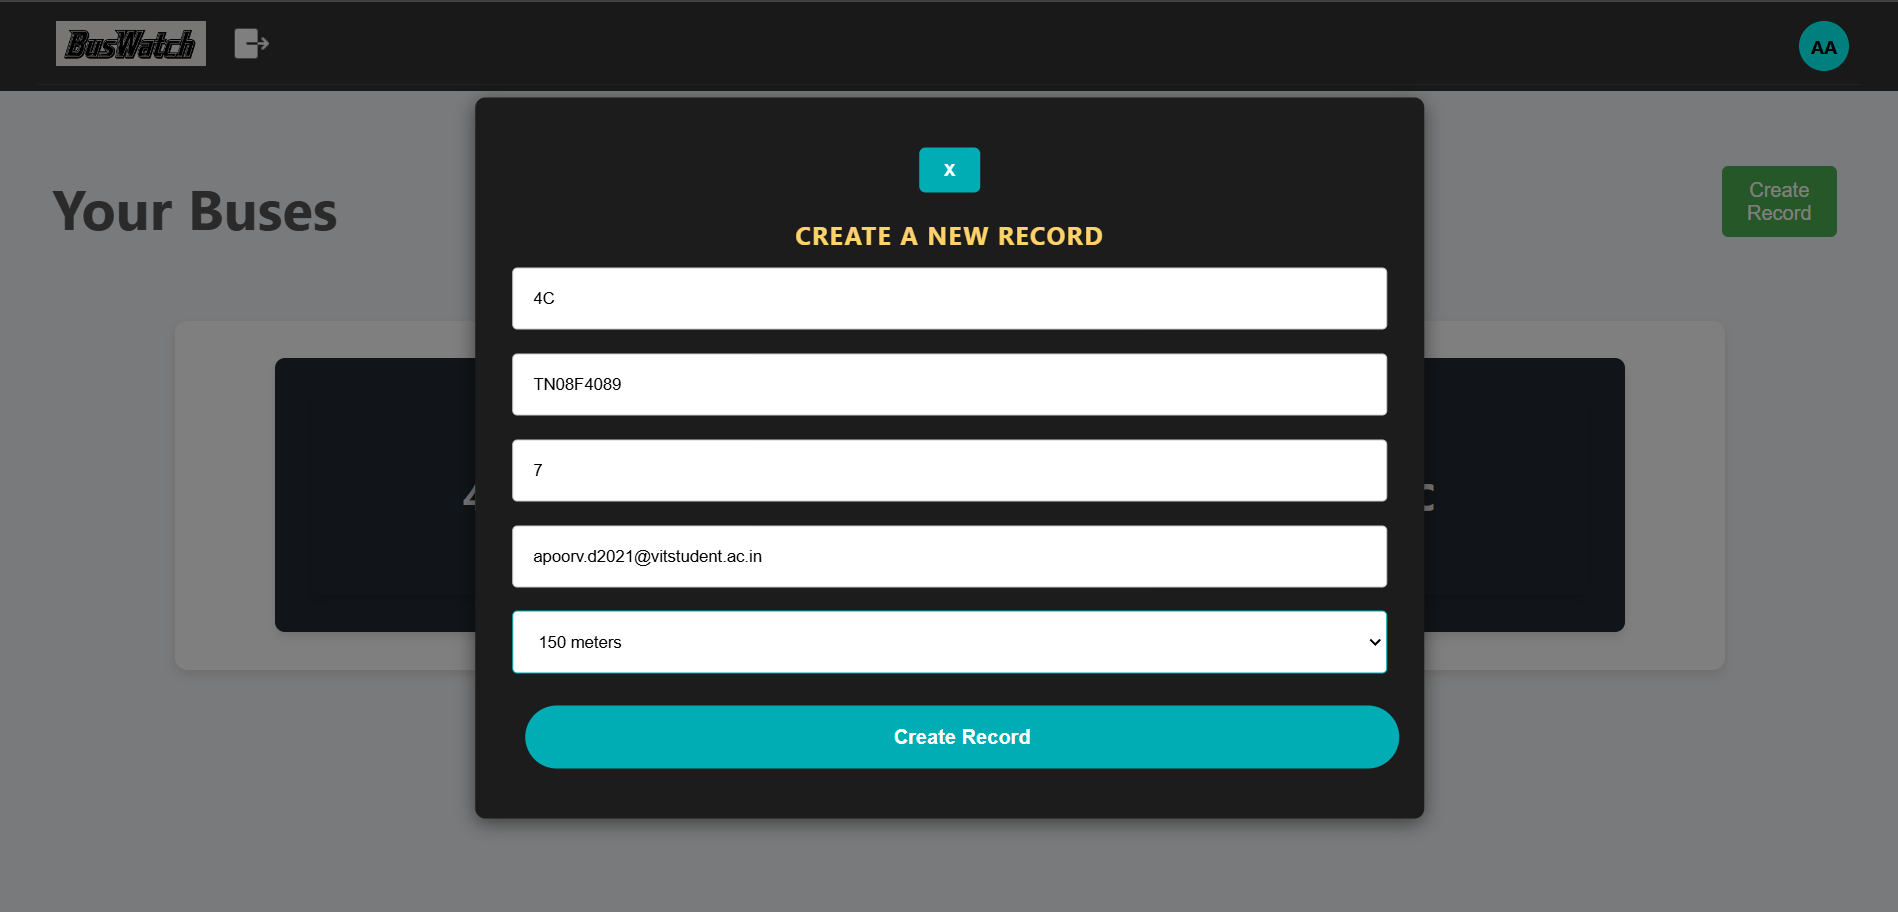 BusWatch
AA
Your Buses
Create
Record
x
CREATE A NEW RECORD
4C
TN08F4089
7
apoorv.d2021@vitstudent.ac.in
150 meters
Create Record